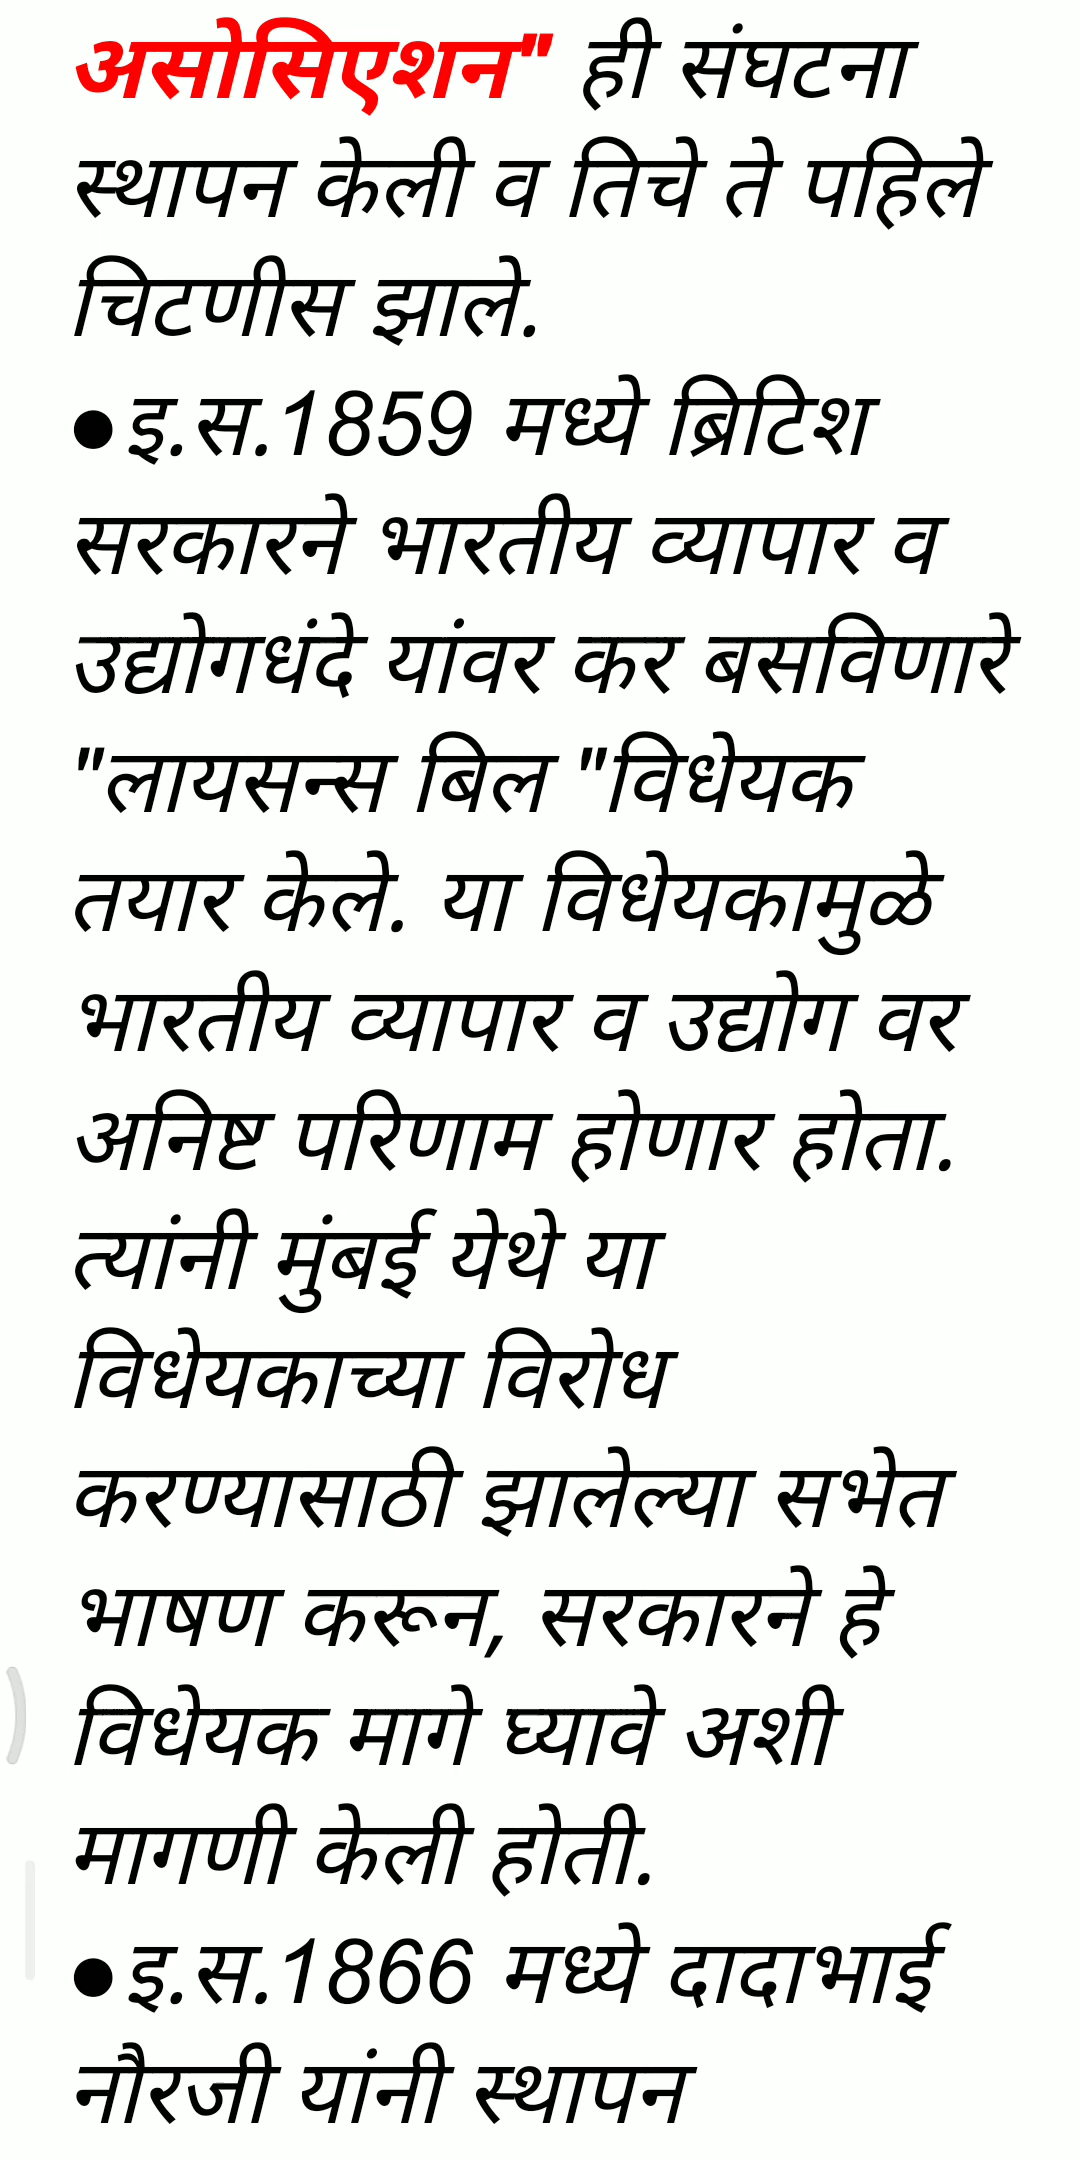 असोसिएशन" ही संघटना
स्थापन केली व तिचे ते पहिले
चिटणीस झाले.
●इ.स.1859 मध्ये ब्रिटिश
सरकारने भारतीय व्यापार व
उद्योगधंदे यांवर कर बसविणारे
"लायसन्स बिल "विधेयक
तयार केले. या विधेयकामुळे
भारतीय व्यापार व उद्योग वर
अनिष्ट परिणाम होणार होता.
त्यांनी मुंबई येथे या
विधेयकाच्या विरोध
करण्यासाठी झालेल्या सभेत
भाषण करून, सरकारने हे
विधेयक मागे घ्यावे अशी
मागणी केली होती.
●इ.स.1866 मध्ये दादाभाई
नौरजी यांनी स्थापन